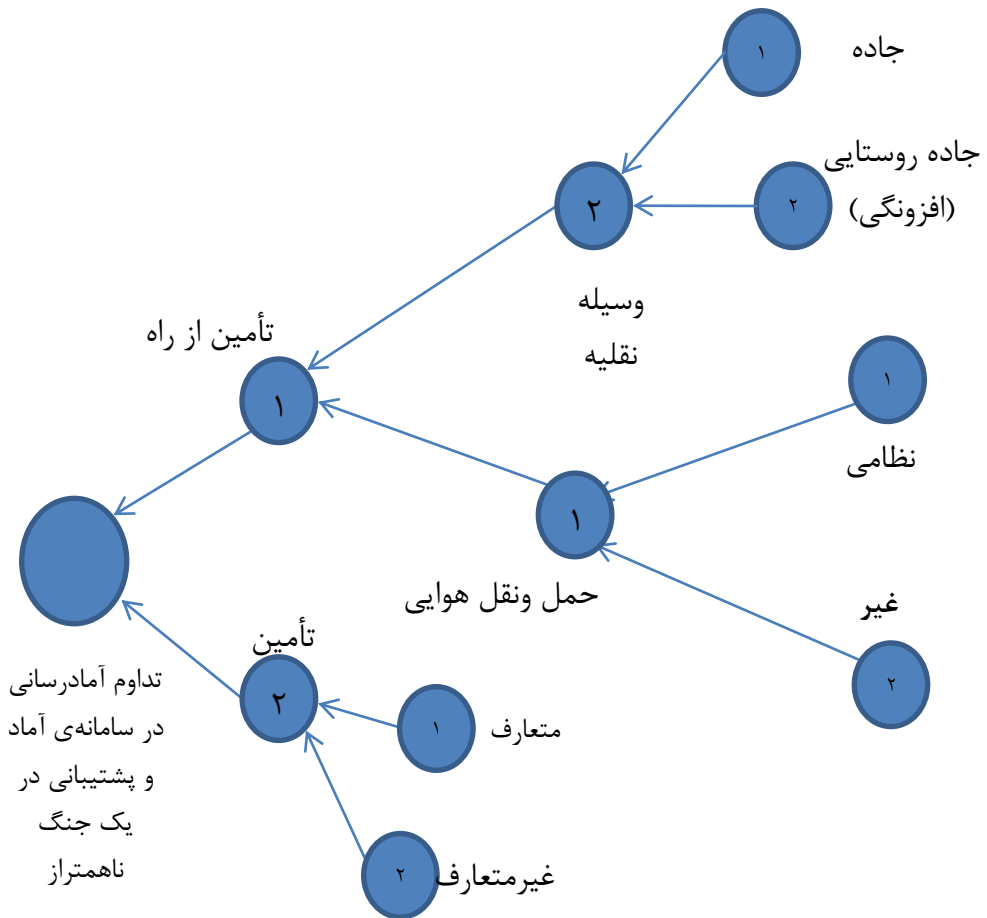 ۱
جاده
۲
جاده روستایی
(افزونگی)
۲
وسیله
نقلیه
تأمین از راه
۱
۱
نظامی
۱
حمل ونقل هوایی
غیر
۲
تأمین
۲
۱
متعارف
۲
غیرمتعارف
تداوم آمادرسانی
در سامانه‌ی آماد
و پشتیبانی در
یک جنگ
ناهمتراز